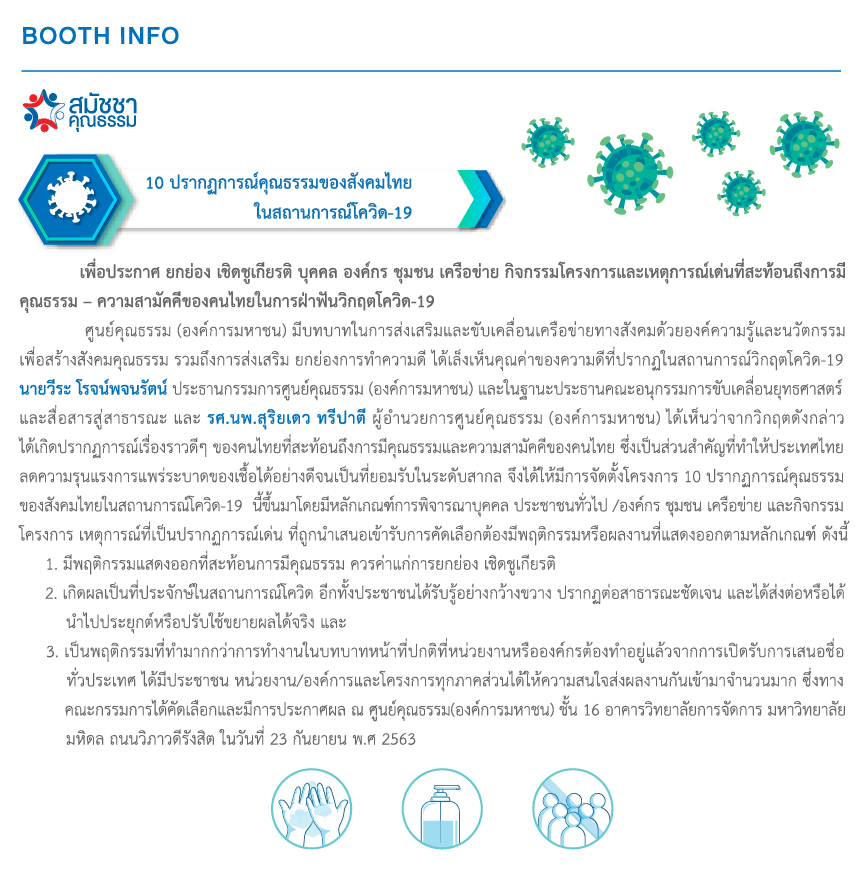 BOOTH INFO
สมัชชา
คุณธรรม
10 ปรากฏการณ์คุณธรรมของสังคมไทย
ในสถานการณ์โควิด-19
เพื่อประกาศ ยกย่อง เชิดชูเกียรติ บุคคล องค์กร ชุมชน เครือข่าย กิจกรรมโครงการและเหตุการณ์เด่นที่สะท้อนถึงการมี
คุณธรรม – ความสามัคคีของคนไทยในการฝ่าฟันวิกฤตโควิด-19
ศูนย์คุณธรรม (องค์การมหาชน) มีบทบาทในการส่งเสริมและขับเคลื่อนเครือข่ายทางสังคมด้วยองค์ความรู้และนวัตกรรม
เพื่อสร้างสังคมคุณธรรม รวมถึงการส่งเสริม ยกย่องการทำความดี ได้เล็งเห็นคุณค่าของความดีที่ปรากฏในสถานการณ์วิกฤตโควิด-19
นายวีระ โรจน์พจนรัตน์ ประธานกรรมการศูนย์คุณธรรม (องค์การมหาชน) และในฐานะประธานคณะอนุกรรมการขับเคลื่อนยุทธศาสตร์
และสื่อสารสู่สาธารณะ และ รศ.นพ.สุริยเดว ทรีปาตี ผู้อำนวยการศูนย์คุณธรรม (องค์การมหาชน) ได้เห็นว่าจากวิกฤตดังกล่าว
ได้เกิดปรากฏการณ์เรื่องราวดีๆ ของคนไทยที่สะท้อนถึงการมีคุณธรรมและความสามัคคีของคนไทย ซึ่งเป็นส่วนสำคัญที่ทำให้ประเทศไทย
ลดความรุนแรงการแพร่ระบาดของเชื้อได้อย่างดีจนเป็นที่ยอมรับในระดับสากล จึงได้ให้มีการจัดตั้งโครงการ 10 ปรากฏการณ์คุณธรรม
ของสังคมไทยในสถานการณ์โควิด-19 นี้ขึ้นมาโดยมีหลักเกณฑ์การพิจารณาบุคคล ประชาชนทั่วไป /องค์กร ชุมชน เครือข่าย และกิจกรรม
โครงการ เหตุการณ์ที่เป็นปรากฏการณ์เด่น ที่ถูกนำเสนอเข้ารับการคัดเลือกต้องมีพฤติกรรมหรือผลงานที่แสดงออกตามหลักเกณฑ์ ดังนี้
1. มีพฤติกรรมแสดงออกที่สะท้อนการมีคุณธรรม ควรค่าแก่การยกย่อง เชิดชูเกียรติ
2. เกิดผลเป็นที่ประจักษ์ในสถานการณ์โควิด อีกทั้งประชาชนได้รับรู้อย่างกว้างขวาง ปรากฏต่อสาธารณะชัดเจน และได้ส่งต่อหรือได้
นำไปประยุกต์หรือปรับใช้ขยายผลได้จริง และ
3. เป็นพฤติกรรมที่ทำมากกว่าการทำงานในบทบาทหน้าที่ปกติที่หน่วยงานหรือองค์กรต้องทำอยู่แล้วจากการเปิดรับการเสนอชื่อ
ทั่วประเทศ ได้มีประชาชน หน่วยงาน/องค์การและโครงการทุกภาคส่วนได้ให้ความสนใจส่งผลงานกันเข้ามาจำนวนมาก ซึ่งทาง
คณะกรรมการได้คัดเลือกและมีการประกาศผล ณ ศูนย์คุณธรรม(องค์การมหาชน) ชั้น 16 อาคารวิทยาลัยการจัดการ มหาวิทยาลัย
มหิดล ถนนวิภาวดีรังสิต ในวันที่ 23 กันยายน พ.ศ 2563